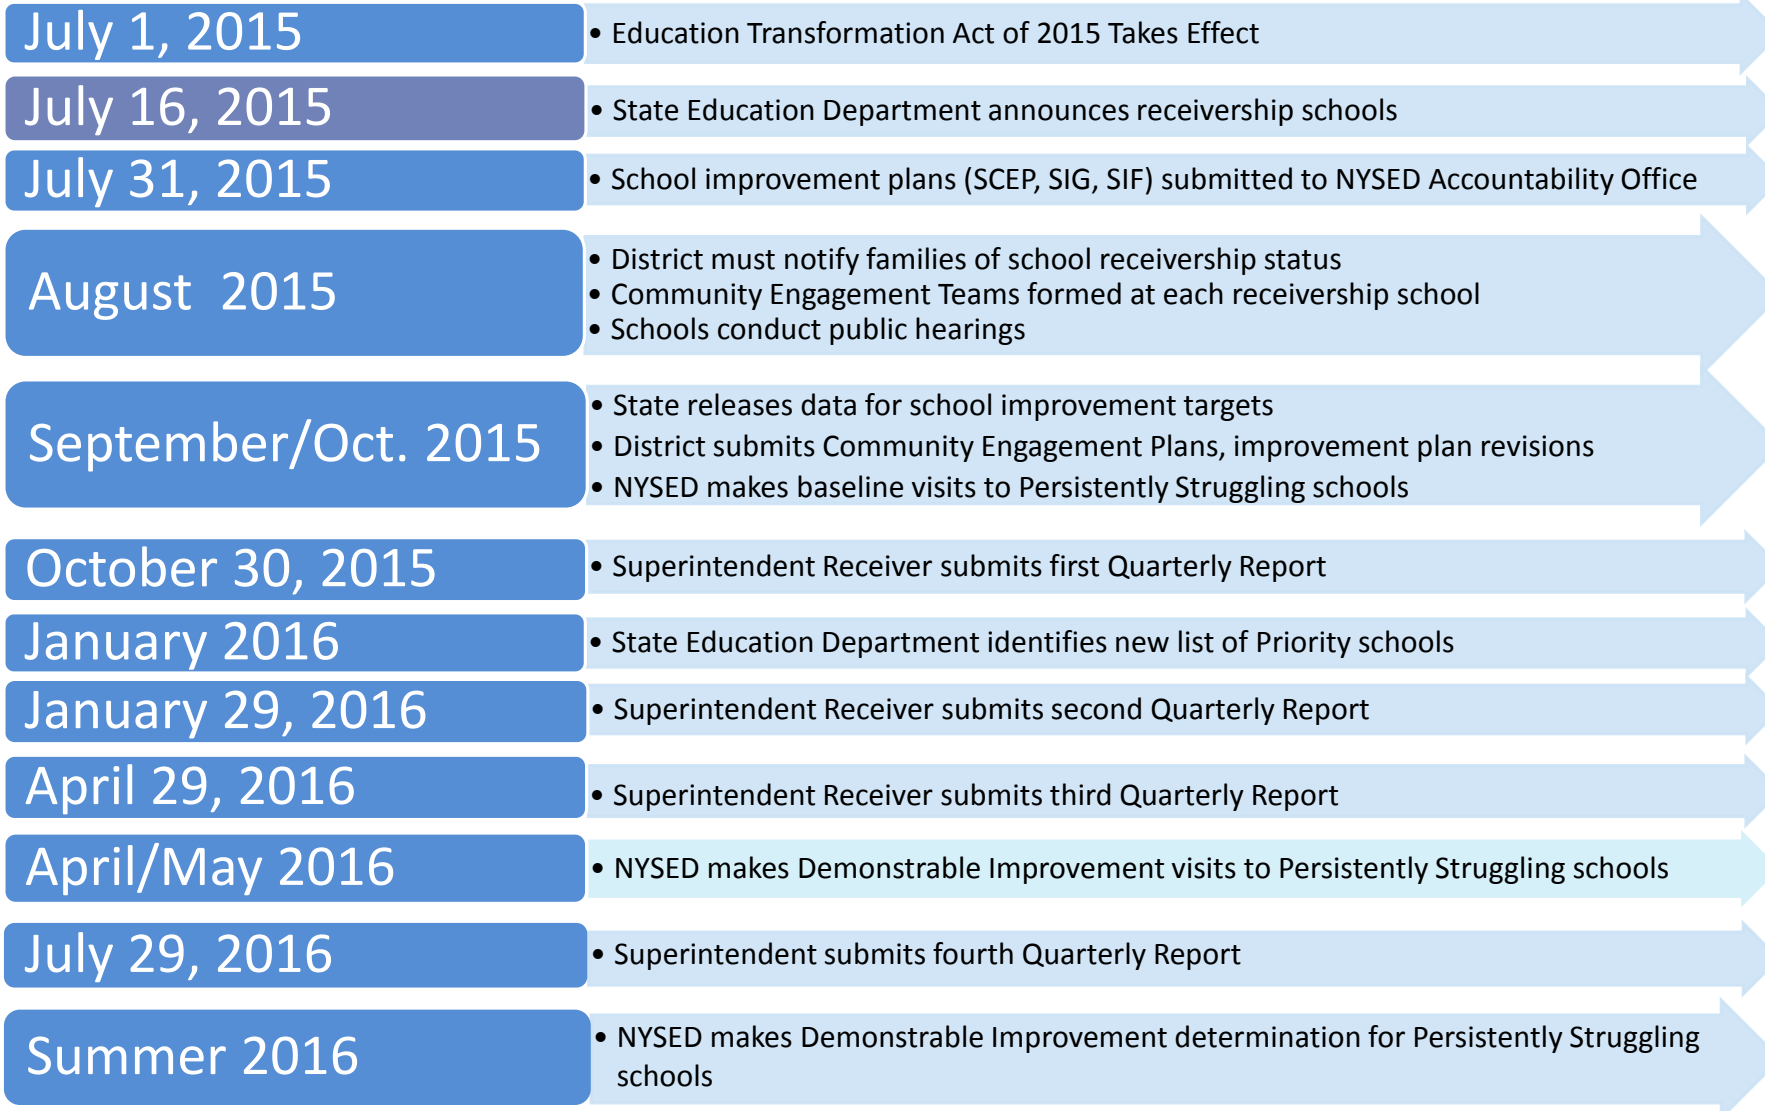 July 1, 2015
• Education Transformation Act of 2015 Takes Effect
July 16, 2015
• State Education Department announces receivership schools
July 31, 2015
• School improvement plans (SCEP, SIG, SIF) submitted to NYSED Accountability Office
August 2015
• District must notify families of school receivership status
• Community Engagement Teams formed at each receivership school
• Schools conduct public hearings
September/Oct. 2015
• State releases data for school improvement targets
• District submits Community Engagement Plans, improvement plan revisions
• NYSED makes baseline visits to Persistently Struggling schools
October 30, 2015
• Superintendent Receiver submits first Quarterly Report
January 2016
• State Education Department identifies new list of Priority schools
January 29, 2016
• Superintendent Receiver submits second Quarterly Report
April 29, 2016
• Superintendent Receiver submits third Quarterly Report
April/May 2016
• NYSED makes Demonstrable Improvement visits to Persistently Struggling schools
July 29, 2016
• Superintendent submits fourth Quarterly Report
Summer 2016
• NYSED makes Demonstrable Improvement determination for Persistently Struggling
schools